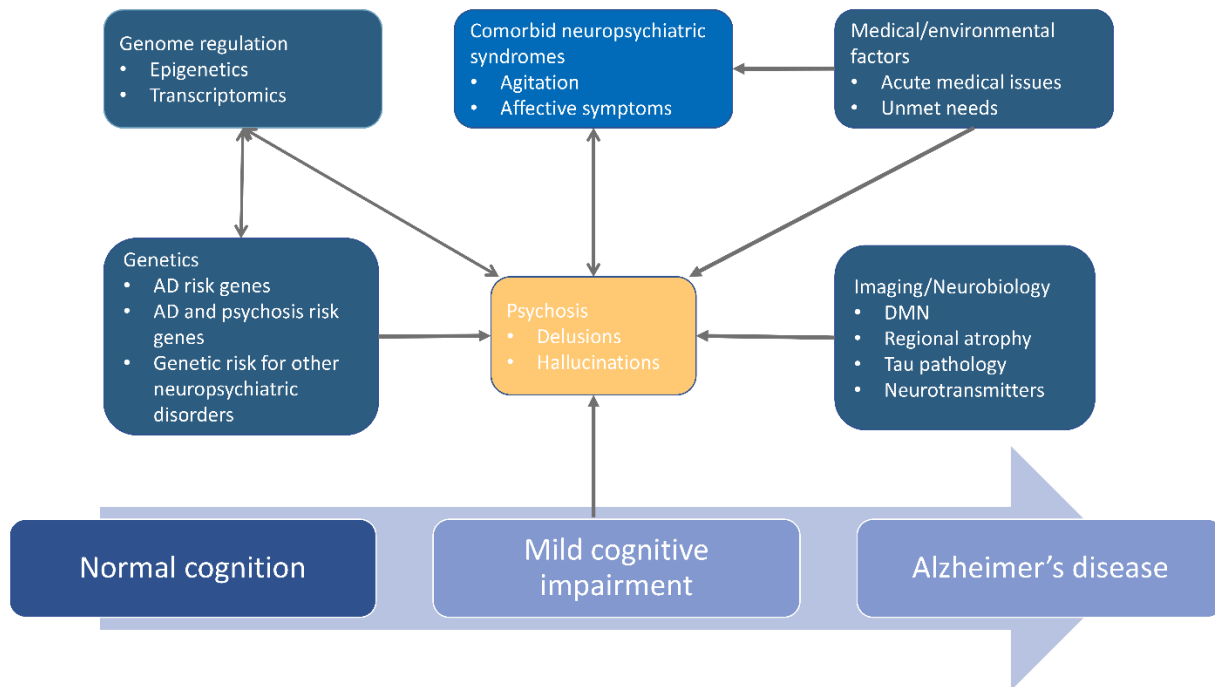 Genome regulation
• Epigenetics
• Transcriptomics
Comorbid neuropsychiatric
syndromes
• Agitation
• Affective symptoms
Medical/environmental
factors
• Acute medical issues
• Unmet needs
Genetics
• AD risk genes
• AD and psychosis risk
genes
• Genetic risk for other
neuropsychiatric
disorders
Psychosis
• Delusions
• Hallucinations
Imaging/Neurobiology
• DMN
• Regional atrophy
• Tau pathology
• Neurotransmitters
Normal cognition
Mild cognitive
impairment
Alzheimer’s disease